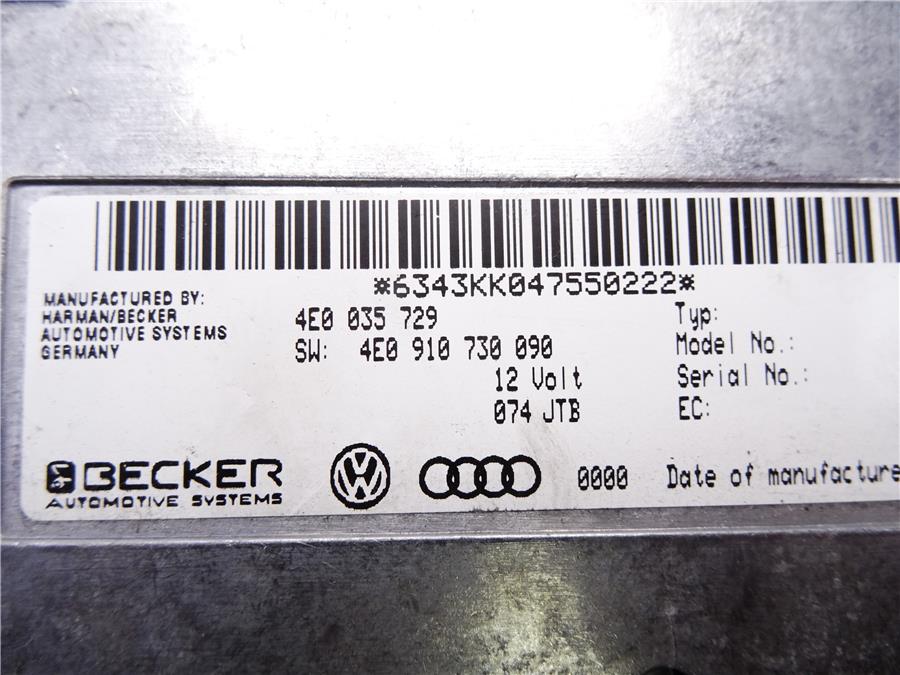 *6343KK047550222*
MANUFACTURED BY:
HARMAN/BECKER
AUTOMOTIVE SYSTEMS
GERMANY
4E0 035 729
SW: 4E0 910 730 090
12 Volt
074 JTB
Typ:
Model No.:
Serial No.:
EC:
BECKER
AUTOMOTIVE SYSTEMS
VW
0000
Date of manufacture